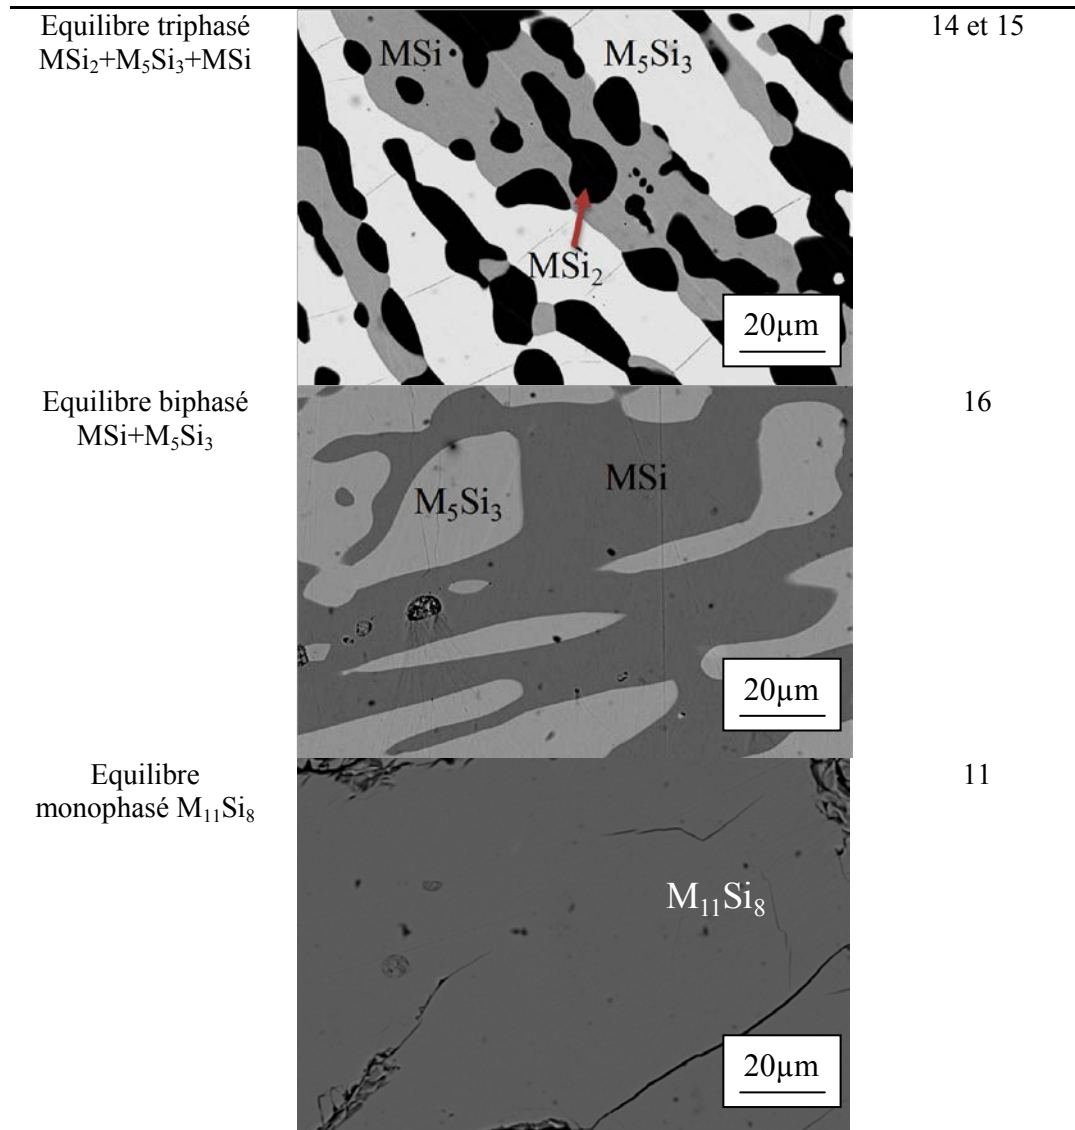 Equilibre triphasé
MSi₂+M₅Si₃+MSi
MSi
M₅Si₃
MSi₂
20µm
14 et 15
Equilibre biphasé
MSi+M₅Si₃
M₅Si₃
MSi
20µm
16
Equilibre
monophasé M₁₁Si₈
M₁₁Si₈
20µm
11